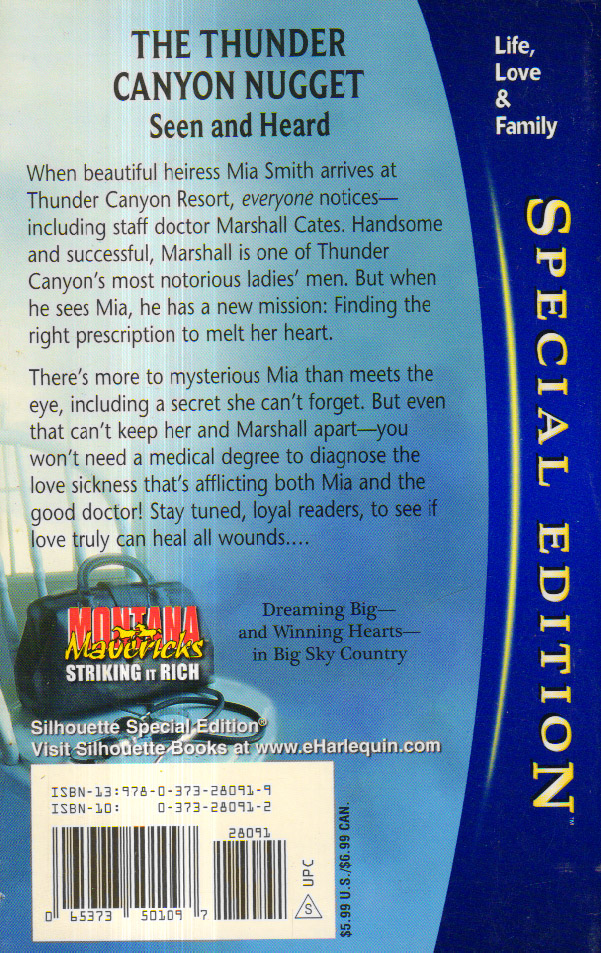 THE THUNDER
CANYON NUGGET
Seen and Heard
When beautiful heiress Mia Smith arrives at
Thunder Canyon Resort, everyone notices—
including staff doctor Marshall Cates. Handsome
and successful, Marshall is one of Thunder
Canyon's most notorious ladies' men. But when
he sees Mia, he has a new mission: Finding the
right prescription to melt her heart.
There's more to mysterious Mia than meets the
eye, including a secret she can't forget. But even
that can't keep her and Marshall apart—you
won't need a medical degree to diagnose the
love sickness that's afflicting both Mia and the
good doctor! Stay tuned, loyal readers, to see if
love truly can heal all wounds....
MONTANA
Mavericks
STRIKING IT RICH
Dreaming Big—
and Winning Hearts—
in Big Sky Country
Silhouette Special Edition®
Visit Silhouette Books at www.eHarlequin.com
ISBN-13:978-0-373-28091-9
ISBN-10: 0-373-28091-2
28091
0 65373 50109 7
S UPC
$5.99 U.S./$6.99 CAN.
Life,
Love
&
Family
SPECIAL EDITION